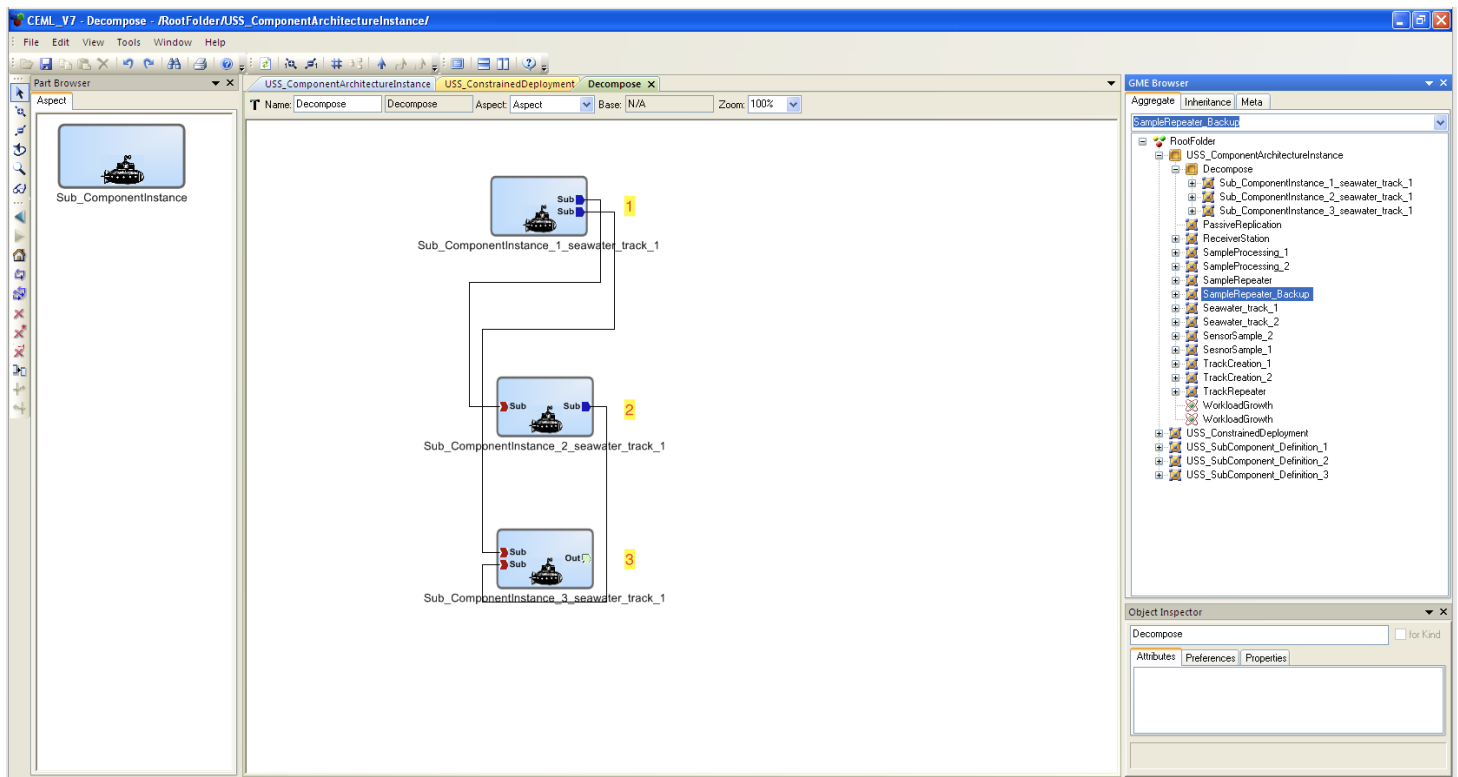 CEML_V7 - Decompose - /RootFolder/USS_ComponentArchitectureInstance/
File Edit View Tools Window Help
Part Browser
Aspect
Sub_ComponentInstance
USS_ComponentArchitectureInstance USS_ConstrainedDeployment Decompose
Name: Decompose Decompose Aspect: Aspect Base: N/A Zoom: 100%
Sub
Sub
1
Sub_ComponentInstance_1_seawater_track_1
Sub Sub
2
Sub_ComponentInstance_2_seawater_track_1
Sub
Sub
Out
3
Sub_ComponentInstance_3_seawater_track_1
GME Browser
Aggregate Inheritance Meta
SampleRepeater_Backup
RootFolder
USS_ComponentArchitectureInstance
Decompose
Sub_ComponentInstance_1_seawater_track_1
Sub_ComponentInstance_2_seawater_track_1
Sub_ComponentInstance_3_seawater_track_1
PassiveReplication
ReceiverStation
SampleProcessing_1
SampleProcessing_2
SampleRepeater
SampleRepeater_Backup
Seawater_track_1
Seawater_track_2
SensorSample_2
SesnorSample_1
TrackCreation_1
TrackCreation_2
TrackRepeater
WorkloadGrowth
WorkloadGrowth
USS_ConstrainedDeployment
USS_SubComponent_Definition_1
USS_SubComponent_Definition_2
USS_SubComponent_Definition_3
Object Inspector
Decompose for Kind
Attributes Preferences Properties